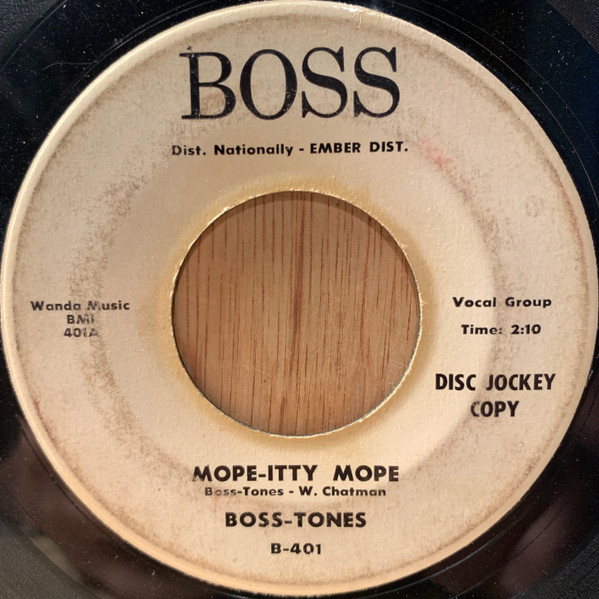 BOSS
Dist. Nationally - EMBER DIST.
Wanda Music
BMI
401A
Vocal Group
Time: 2:10
DISC JOCKEY
COPY
MOPE-ITTY MOPE
Boss-Tones - W. Chatman
BOSS-TONES
B-401